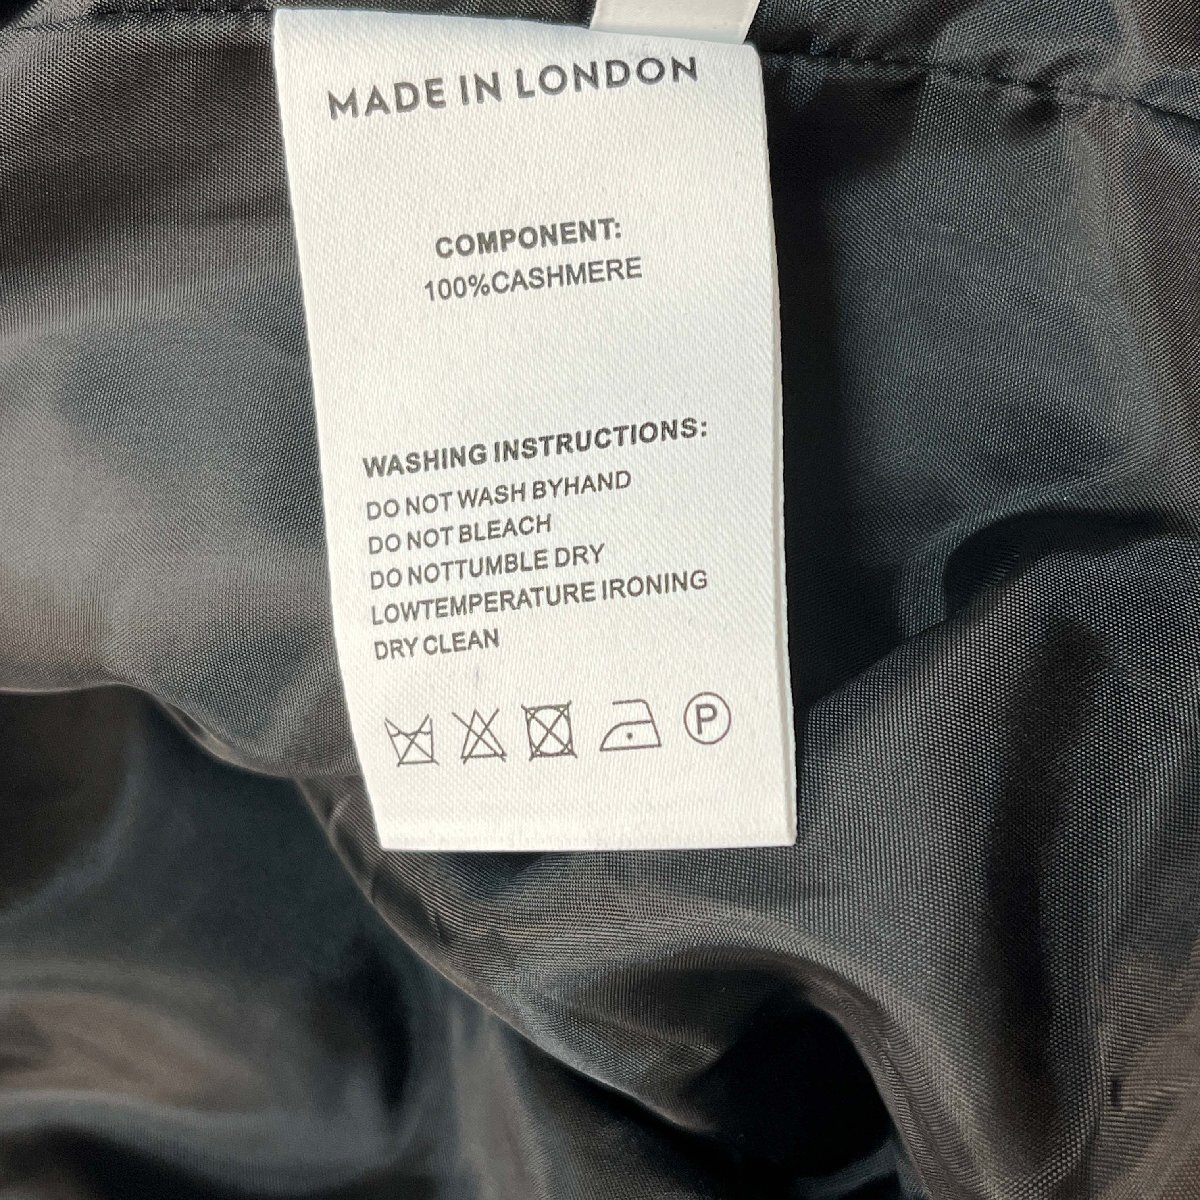 MADE IN LONDON
COMPONENT:
100%CASHMERE
WASHING INSTRUCTIONS:
DO NOT WASH BYHAND
DO NOT BLEACH
DO NOTTUMBLE DRY
LOWTEMPERATURE IRONING
DRY CLEAN
P